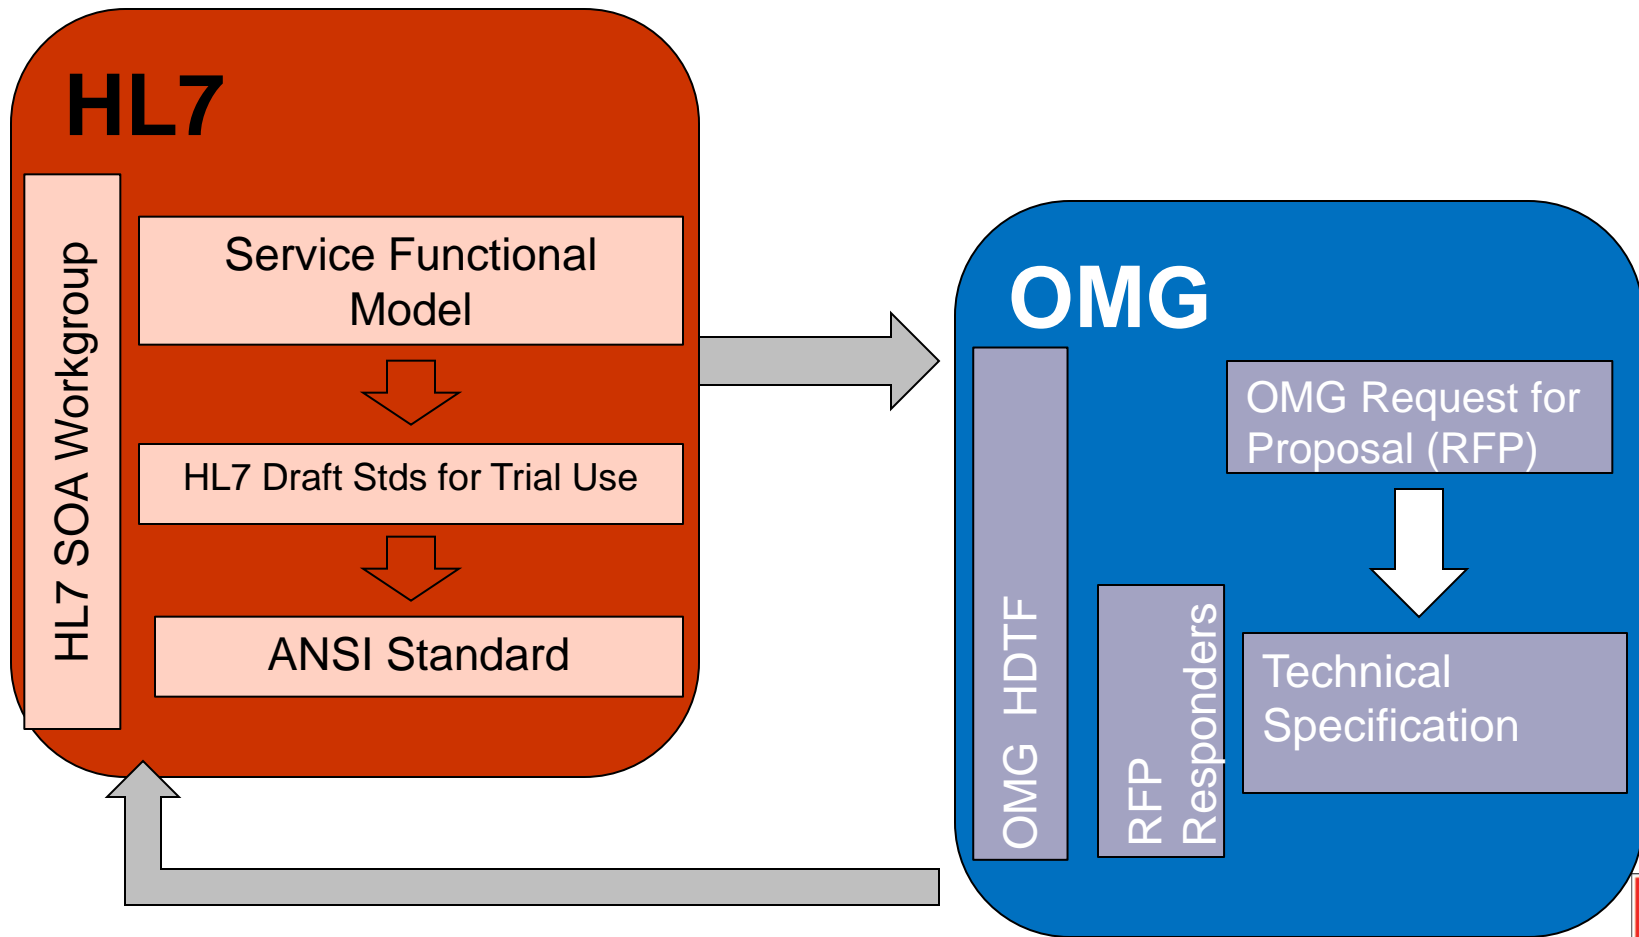 HL7
HL7 SOA Workgroup
Service Functional
Model
HL7 Draft Stds for Trial Use
ANSI Standard
OMG
OMG HDTF
RFP
Responders
OMG Request for
Proposal (RFP)
Technical
Specification